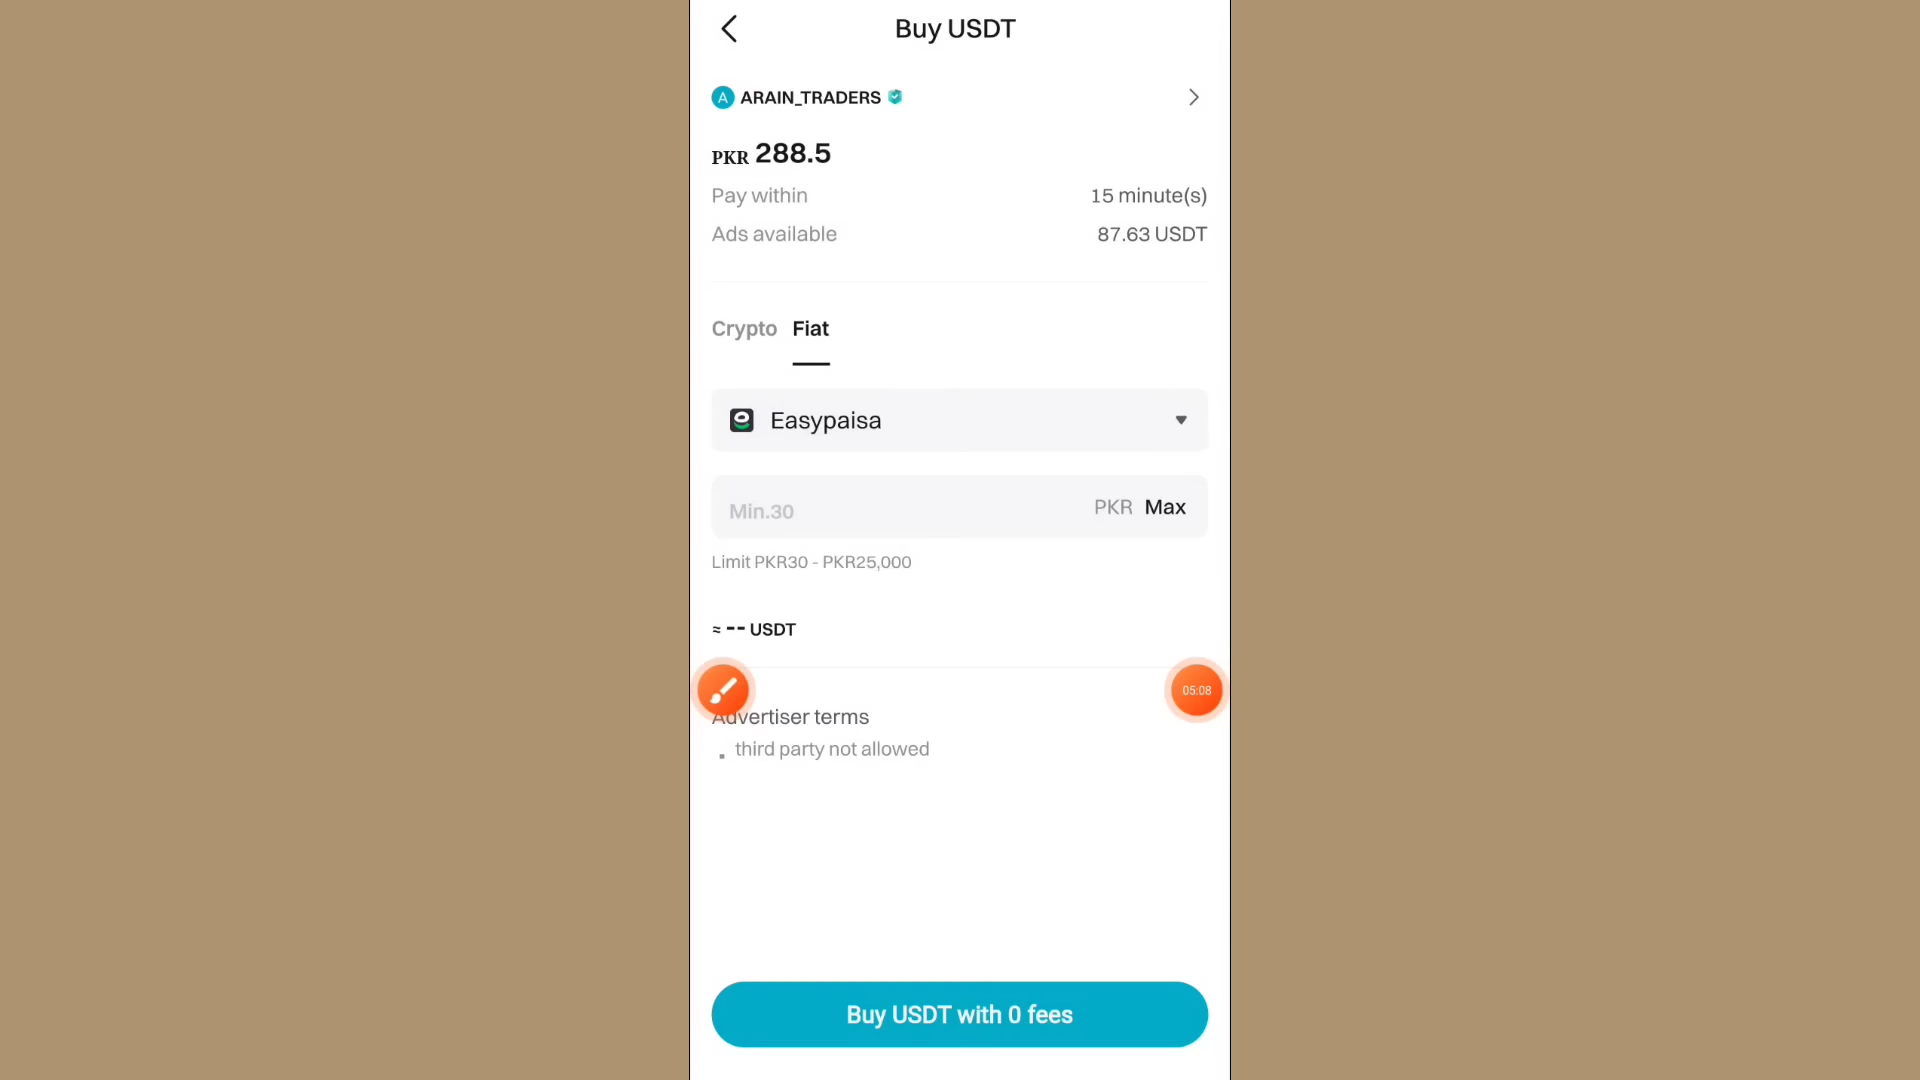 Buy USDT
A ARAIN_TRADERS
PKR 288.5
Pay within 15 minute(s)
Ads available 87.63 USDT
Crypto Fiat
Easypaisa
Min.30 PKR Max
Limit PKR30 - PKR25,000
≈ -- USDT
05:08
Advertiser terms
. third party not allowed
Buy USDT with 0 fees